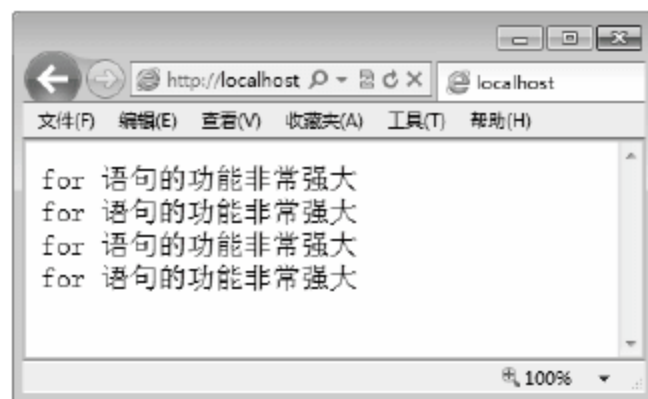 http://localhost
localhost
文件(F) 编辑(E) 查看(V) 收藏夹(A) 工具(T) 帮助(H)
for 语句的功能非常强大
for 语句的功能非常强大
for 语句的功能非常强大
for 语句的功能非常强大
100%